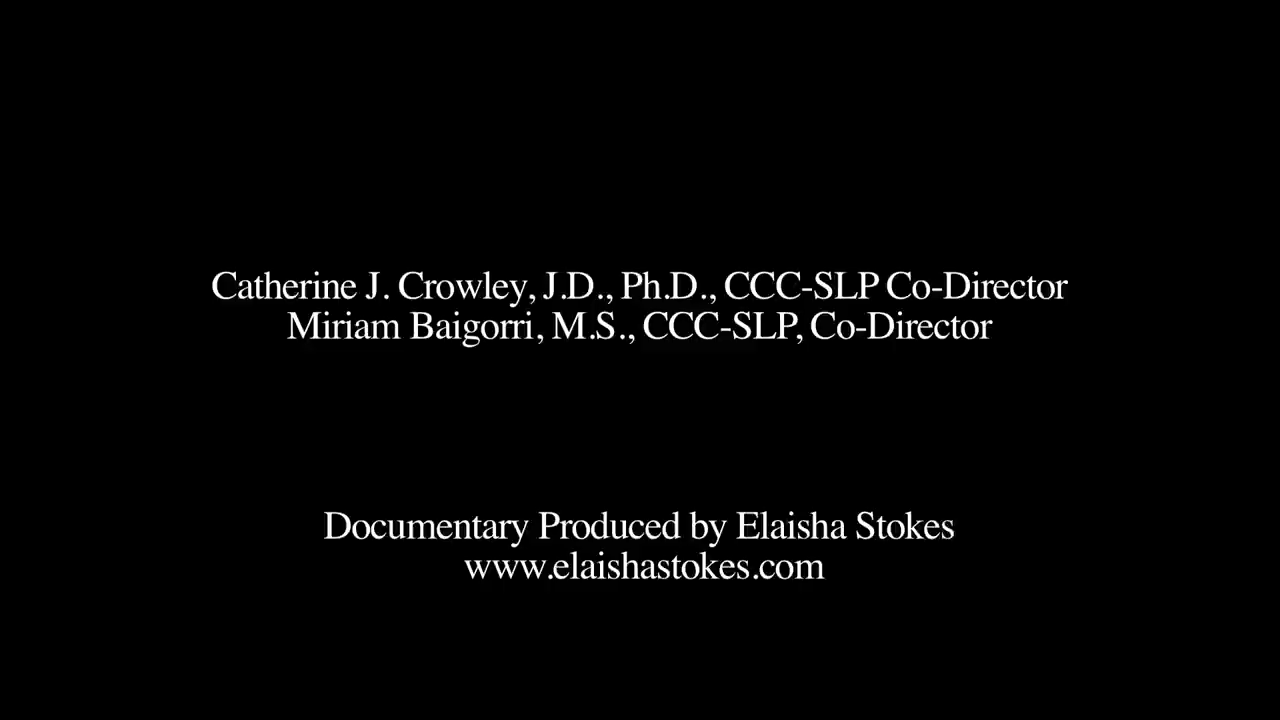 Catherine J. Crowley, J.D., Ph.D., CCC-SLP Co-Director
Miriam Baigorri, M.S., CCC-SLP, Co-Director
Documentary Produced by Elaisha Stokes
www.elaishastokes.com